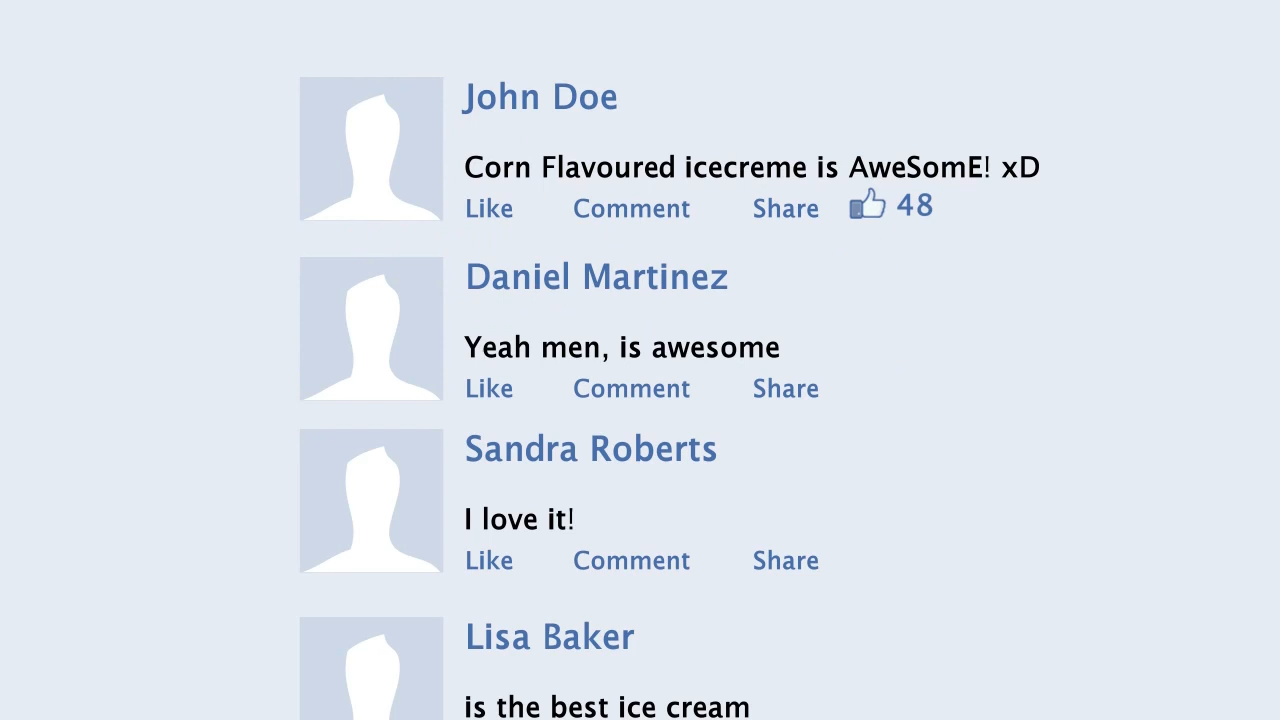 John Doe
Corn Flavoured icecreme is AweSomE! xD
Like Comment Share 48
Daniel Martinez
Yeah men, is awesome
Like Comment Share
Sandra Roberts
I love it!
Like Comment Share
Lisa Baker
is the best ice cream